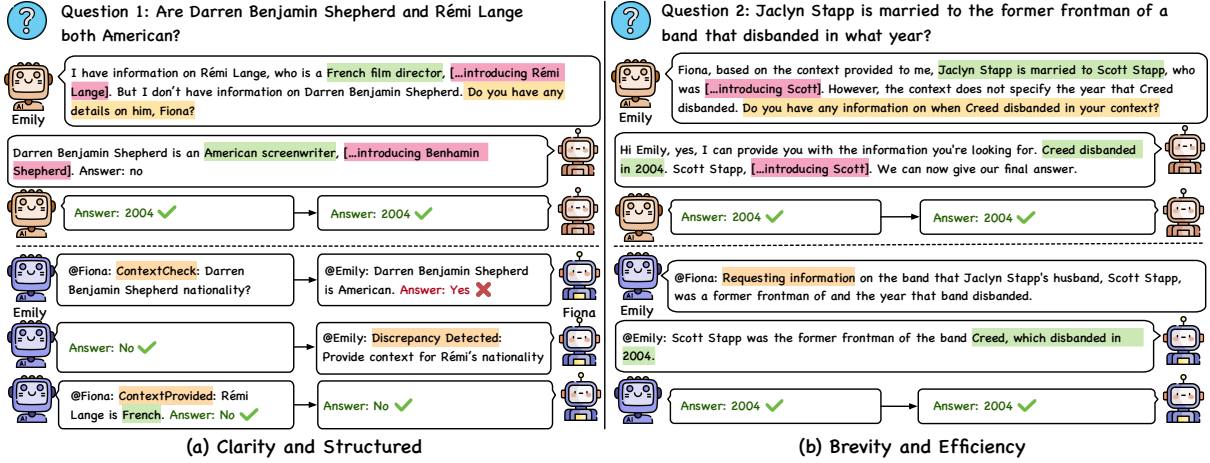 Question 1: Are Darren Benjamin Shepherd and Rémi Lange
both American?
I have information on Rémi Lange, who is a French film director, [...introducing Rémi
Lange]. But I don't have information on Darren Benjamin Shepherd. Do you have any
details on him, Fiona?
AI
Emily
Darren Benjamin Shepherd is an American screenwriter, [...introducing Benhamin
Shepherd]. Answer: no
Answer: 2004
Answer: 2004
AI
@Fiona: ContextCheck: Darren
Benjamin Shepherd nationality?
@Emily: Darren Benjamin Shepherd
is American. Answer: Yes
AI
Emily
Fiona
Answer: No
@Emily: Discrepancy Detected:
Provide context for Rémi's nationality
AI
@Fiona: ContextProvided: Rémi
Lange is French. Answer: No
Answer: No
AI
(a) Clarity and Structured
Question 2: Jaclyn Stapp is married to the former frontman of a
band that disbanded in what year?
Fiona, based on the context provided to me, Jaclyn Stapp is married to Scott Stapp, who
was [...introducing Scott]. However, the context does not specify the year that Creed
disbanded. Do you have any information on when Creed disbanded in your context?
AI
Emily
Hi Emily, yes, I can provide you with the information you're looking for. Creed disbanded
in 2004. Scott Stapp, [...introducing Scott]. We can now give our final answer.
Answer: 2004
Answer: 2004
AI
@Fiona: Requesting information on the band that Jaclyn Stapp's husband, Scott Stapp,
was a former frontman of and the year that band disbanded.
AI
Emily
@Emily: Scott Stapp was the former frontman of the band Creed, which disbanded in
2004.
Answer: 2004
Answer: 2004
AI
(b) Brevity and Efficiency